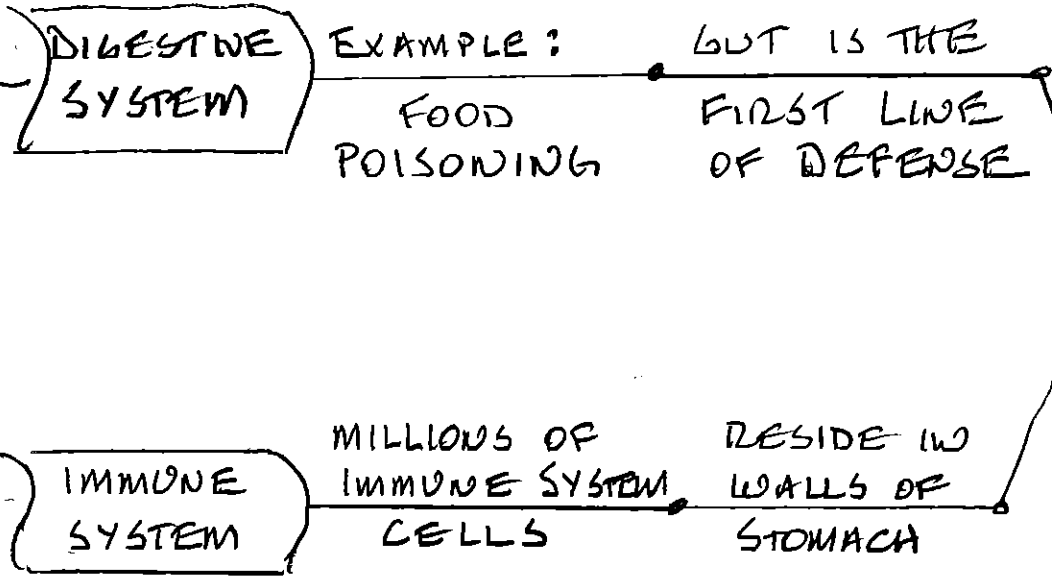 DIGESTIVE
SYSTEM
EXAMPLE:
FOOD
POISONING
GUT IS THE
FIRST LINE
OF DEFENSE
IMMUNE
SYSTEM
MILLIONS OF
IMMUNE SYSTEM
CELLS
RESIDE IN
WALLS OF
STOMACH